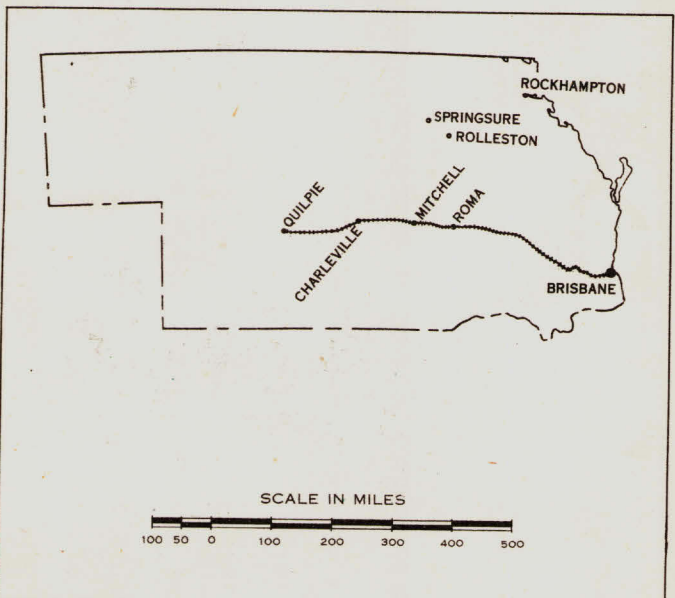 ROCKHAMPTON
SPRINGSURE
ROLLESTON
QUILPIE
CHARLEVILLE
MITCHELL
ROMA
BRISBANE
SCALE IN MILES
100 50 0 100 200 300 400 500